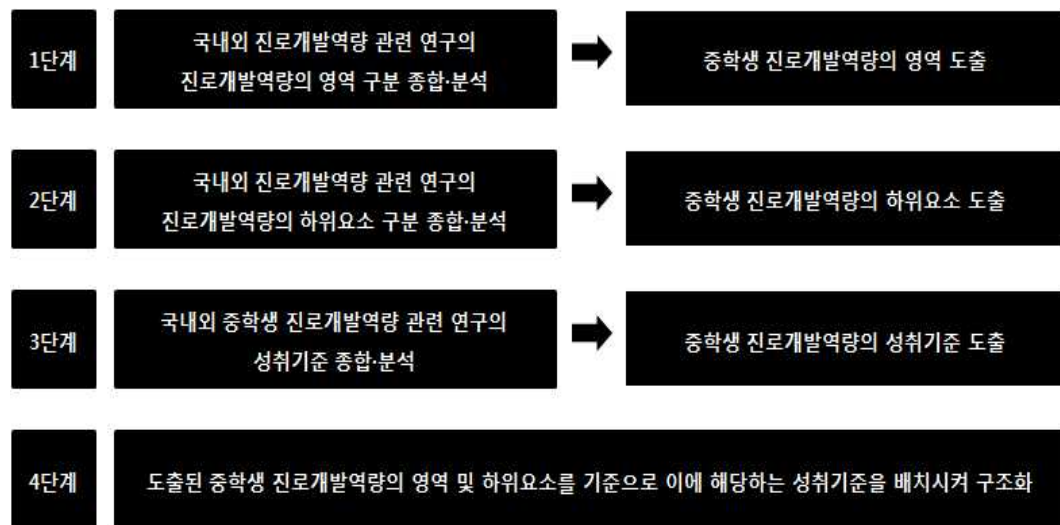 1단계
국내외 진로개발역량 관련 연구의
진로개발역량의 영역 구분 종합·분석
중학생 진로개발역량의 영역 도출
2단계
국내외 진로개발역량 관련 연구의
진로개발역량의 하위요소 구분 종합·분석
중학생 진로개발역량의 하위요소 도출
3단계
국내외 중학생 진로개발역량 관련 연구의
성취기준 종합·분석
중학생 진로개발역량의 성취기준 도출
4단계
도출된 중학생 진로개발역량의 영역 및 하위요소를 기준으로 이에 해당하는 성취기준을 배치시켜 구조화